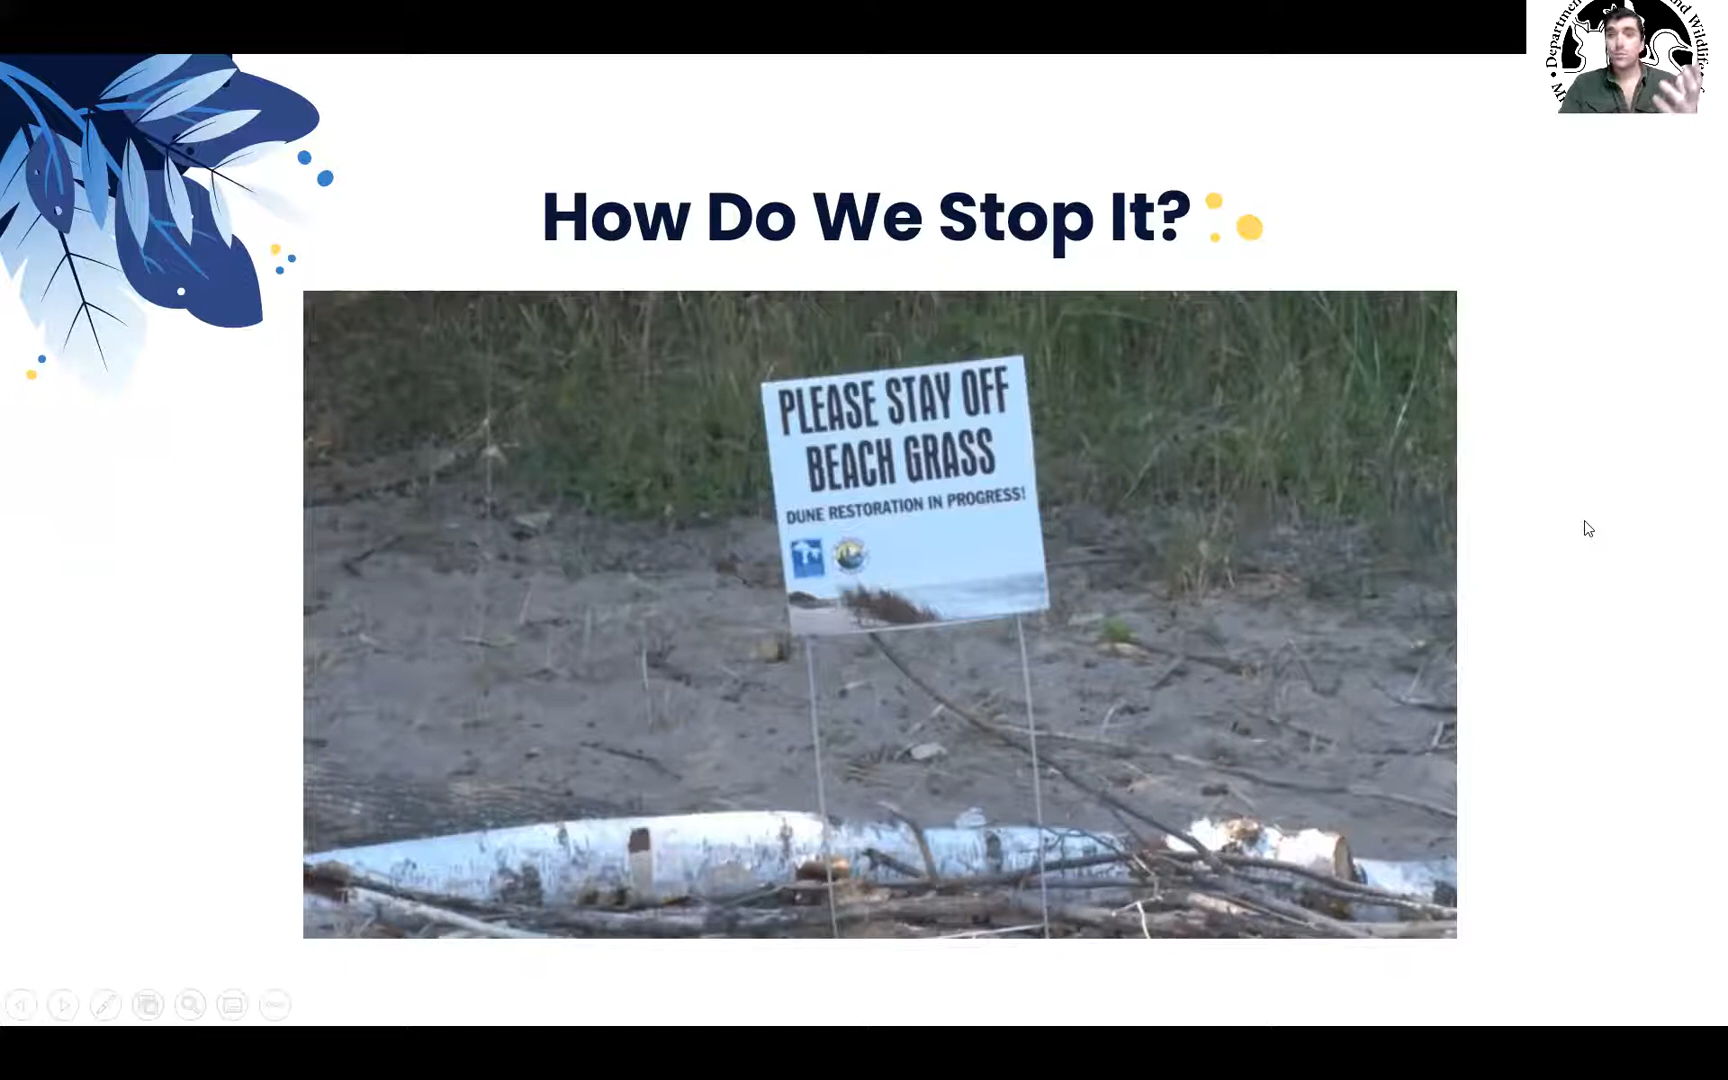 How Do We Stop It?
PLEASE STAY OFF
BEACH GRASS
DUNE RESTORATION IN PROGRESS!